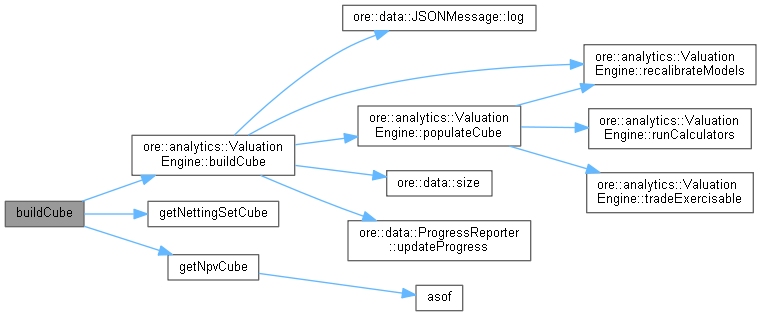 ore::data::JSONMessage::log
ore::analytics::Valuation
Engine::recalibrateModels
ore::analytics::Valuation
Engine::populateCube
ore::analytics::Valuation
Engine::runCalculators
ore::analytics::Valuation
Engine::buildCube
ore::data::size
ore::analytics::Valuation
Engine::tradeExercisable
buildCube
getNettingSetCube
ore::data::ProgressReporter
::updateProgress
getNpvCube
asof